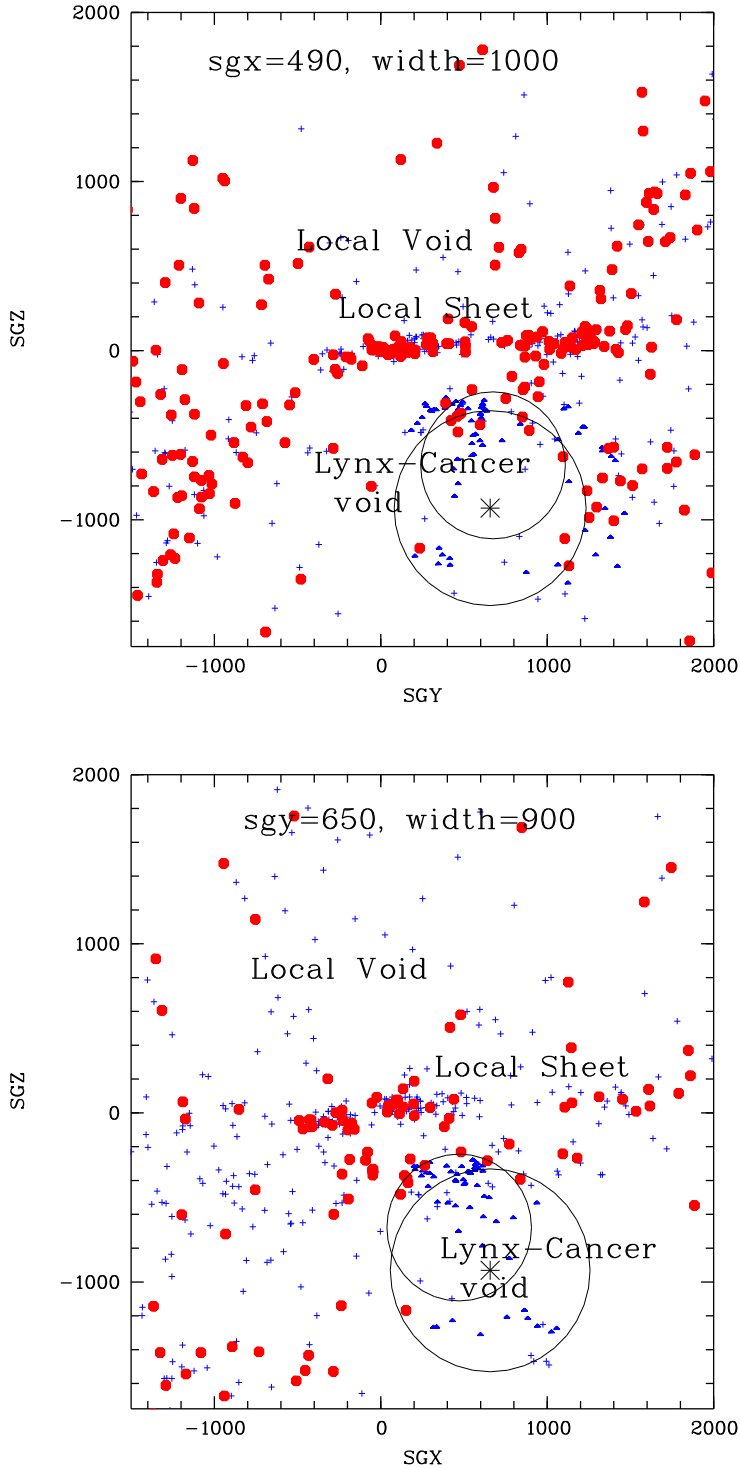 2000
sgx=490, width=1000
1000
Local Void
SGZ
Local Sheet
0
Lynx-Cancer
void
-1000
-1000 0 1000 2000
SGY
2000
sgy=650, width=900
1000
Local Void
Local Sheet
SGZ
0
Lynx-Cancer
void
-1000
-1000 0 1000 2000
SGX